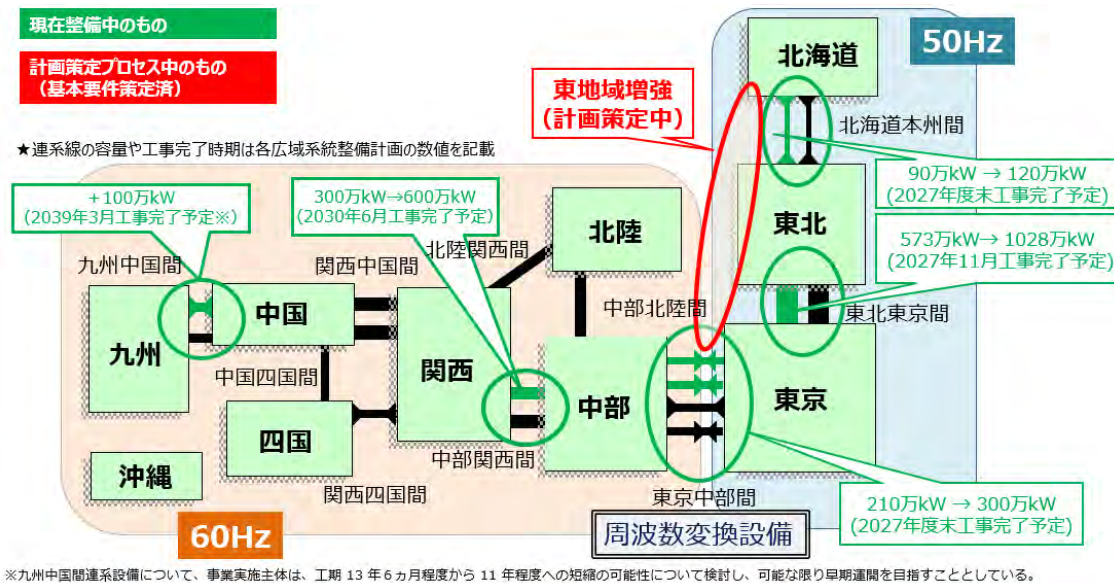 現在整備中のもの
計画策定プロセス中のもの
(基本要件策定済)
50Hz
北海道
東地域増強
(計画策定中)
北海道本州間
★連系線の容量や工事完了時期は各広域系統整備計画の数値を記載
90万kW → 120万kW
(2027年度末工事完了予定)
+100万kW
(2039年3月工事完了予定※)
300万kW→600万kW
(2030年6月工事完了予定)
北陸
東北
573万kW→ 1028万kW
(2027年11月工事完了予定)
九州中国間
関西中国間
北陸関西間
中部北陸間
東北東京間
中国
九州
関西
中部
東京
中国四国間
四国
中部関西間
沖縄
関西四国間
東京中部間
210万kW → 300万kW
(2027年度末工事完了予定)
60Hz
周波数変換設備
※九州中国間連系設備について、事業実施主体は、工期 13 年6ヵ月程度から 11 年程度への短縮の可能性について検討し、可能な限り早期運開を目指すこととしている。